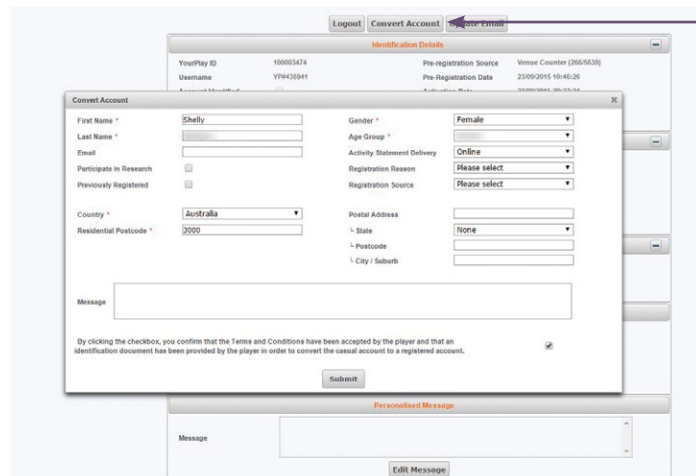 Logout Convert Account Update Email
Identification Details
YourPlay ID 100003474 Pre-registration Source Venue Counter (266/5639)
Username YP#435941 Pre-Registration Date 23/09/2015 10:46:26
Convert Account x
First Name * Shelly Gender * Female
Last Name * Age Group *
Email Activity Statement Delivery Online
Participate in Research Registration Reason Please select
Previously Registered Registration Source Please select
Country * Australia Postal Address
Residential Postcode * 3000 └ State None
└ Postcode
└ City / Suburb
Message
By clicking the checkbox, you confirm that the Terms and Conditions have been accepted by the player and that an
identification document has been provided by the player in order to convert the casual account to a registered account.
Submit
Personalised Message
Message
Edit Message